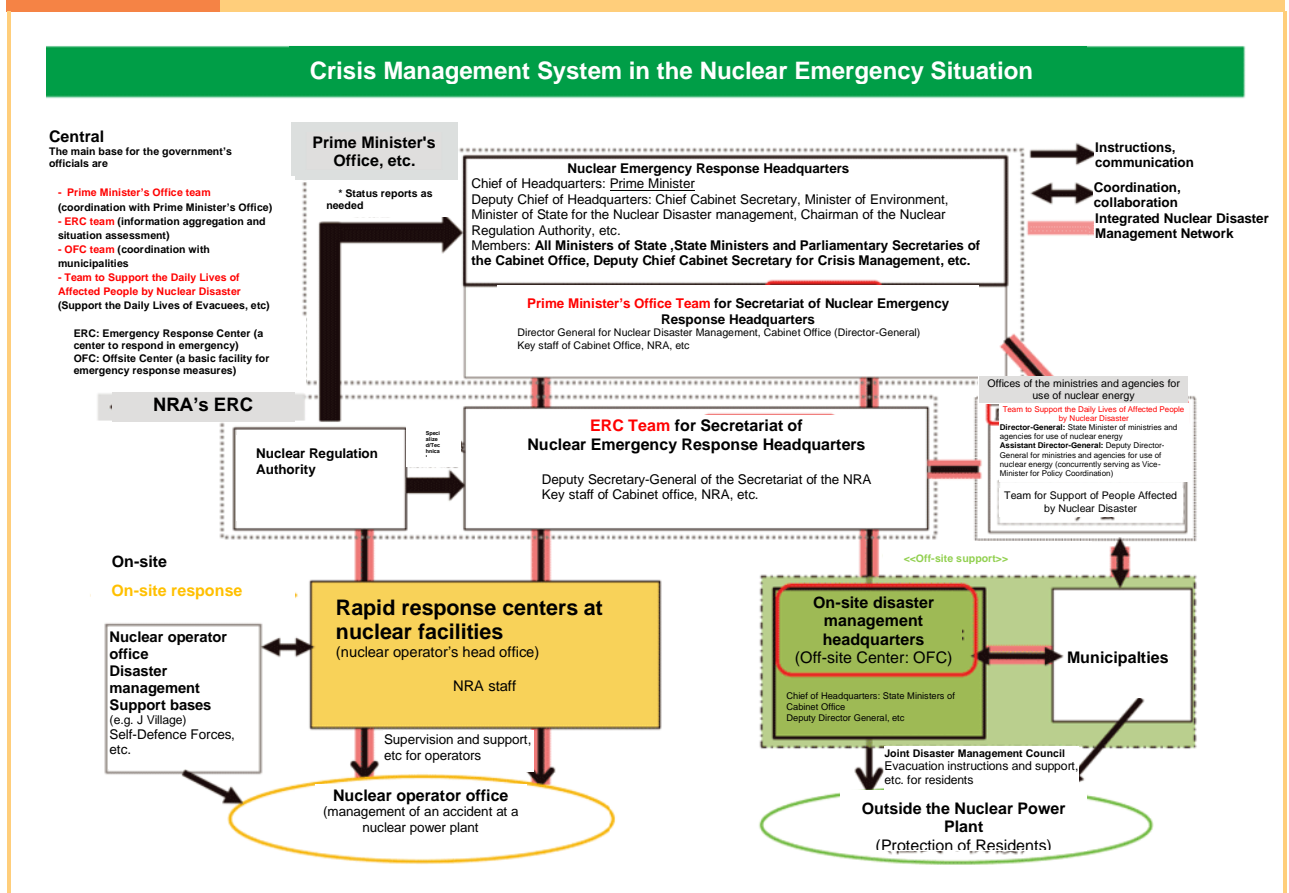 Crisis Management System in the Nuclear Emergency Situation
Central
The main base for the government's
officials are
- Prime Minister's Office team
(coordination with Prime Minister's Office)
- ERC team (information aggregation and
situation assessment)
- OFC team (coordination with
municipalities
- Team to Support the Daily Lives of
Affected People by Nuclear Disaster
(Support the Daily Lives of Evacuees, etc)
ERC: Emergency Response Center (a
center to respond in emergency)
OFC: Offsite Center (a basic facility for
emergency response measures)
Prime Minister's
Office, etc.
* Status reports as
needed
Nuclear Emergency Response Headquarters
Chief of Headquarters: Prime Minister
Deputy Chief of Headquarters: Chief Cabinet Secretary, Minister of Environment,
Minister of State for the Nuclear Disaster management, Chairman of the Nuclear
Regulation Authority, etc.
Members: All Ministers of State ,State Ministers and Parliamentary Secretaries of
the Cabinet Office, Deputy Chief Cabinet Secretary for Crisis Management, etc.
Instructions,
communication
Coordination,
collaboration
Integrated Nuclear Disaster
Management Network
Prime Minister's Office Team for Secretariat of Nuclear Emergency
Response Headquarters
Director General for Nuclear Disaster Management, Cabinet Office (Director-General)
Key staff of Cabinet Office, NRA, etc
NRA's ERC
Nuclear Regulation
Authority
Speci
alize
d/Tec
hnica
ERC Team for Secretariat of
Nuclear Emergency Response Headquarters
Deputy Secretary-General of the Secretariat of the NRA
Key staff of Cabinet office, NRA, etc.
Offices of the ministries and agencies for
use of nuclear energy
Team to Support the Daily Lives of Affected People
by Nuclear Disaster
Director-General: State Minister of ministries and
agencies for use of nuclear energy
Assistant Director-General: Deputy Director-
General for ministries and agencies for use of
nuclear energy (concurrently serving as Vice-
Minister for Policy Coordination)
Team for Support of People Affected
by Nuclear Disaster
On-site
On-site response
<<Off-site support>>
Nuclear operator
office
Disaster
management
Support bases
(e.g. J Village)
Self-Defence Forces,
etc.
Rapid response centers at
nuclear facilities
(nuclear operator's head office)
NRA staff
On-site disaster
management
headquarters
(Off-site Center: OFC)
Chief of Headquarters: State Ministers of
Cabinet Office
Deputy Director General, etc
Municipalties
Supervision and support,
etc for operators
Joint Disaster Management Council
Evacuation instructions and support,
etc. for residents
Nuclear operator office
(management of an accident at a
nuclear power plant
Outside the Nuclear Power
Plant
(Protection of Residents)